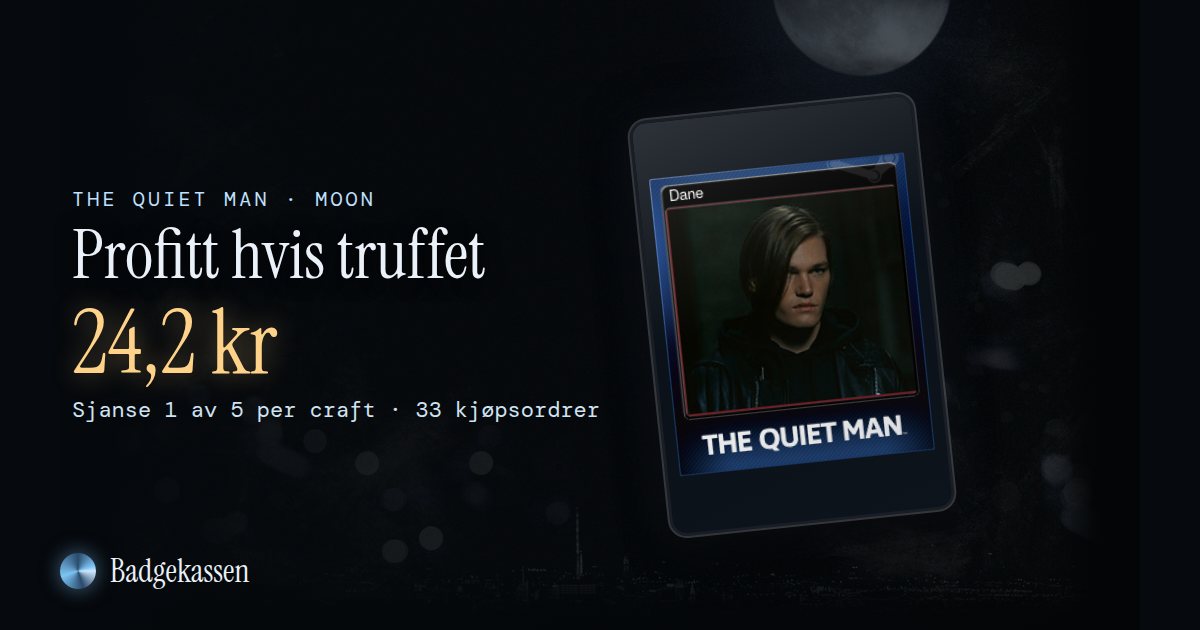 THE QUIET MAN · MOON
Profitt hvis truffet
24,2 kr
Sjanse 1 av 5 per craft · 33 kjøpsordrer
Dane
THE QUIET MAN
Badgekassen